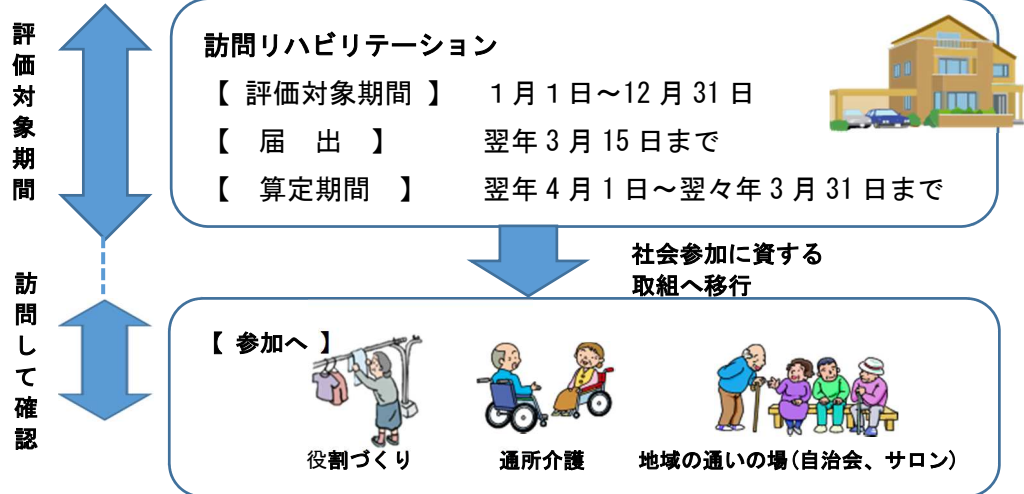 評価対象期間
訪問リハビリテーション
【 評価対象期間 】 1月1日~12月31日
【 届 出 】 翌年3月15日まで
【 算定期間 】 翌年4月1日~翌々年3月31日まで
社会参加に資する
取組へ移行
訪問して確認
【 参加へ 】
役割づくり
通所介護
地域の通いの場(自治会、サロン)